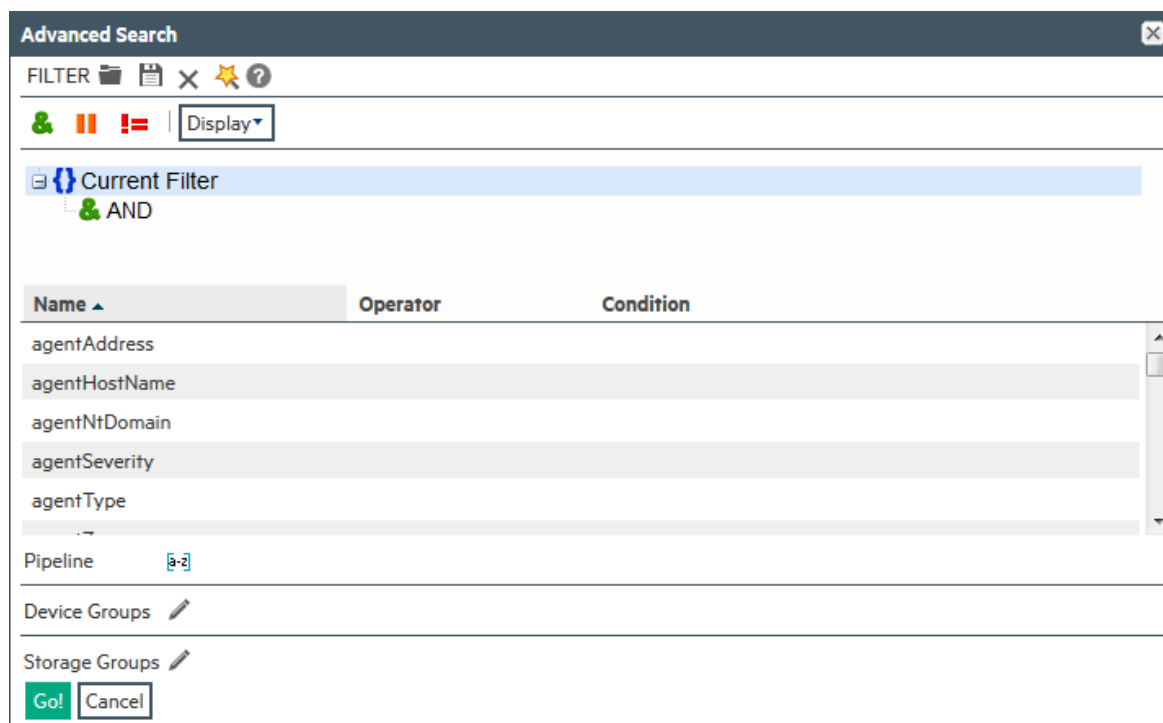 Advanced Search
FILTER
& != Display
{} Current Filter
& AND
Name Operator Condition
agentAddress
agentHostName
agentNtDomain
agentSeverity
agentType
Pipeline [a-z]
Device Groups
Storage Groups
Go! Cancel